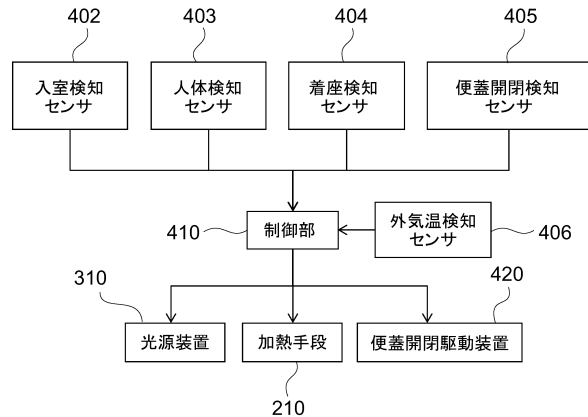 402
403
404
405
入室検知
センサ
人体検知
センサ
着座検知
センサ
便蓋開閉検知
センサ
410
制御部
外気温検知
センサ
406
310
420
光源装置
加熱手段
便蓋開閉駆動装置
210